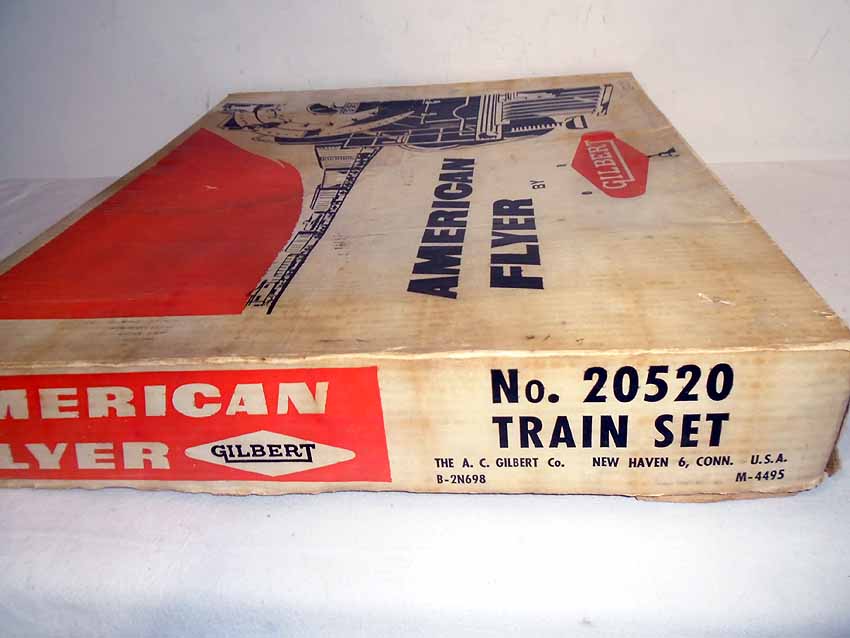 AMERICAN
FLYER
BY
GILBERT
MERICAN
LYER
GILBERT
No. 20520
TRAIN SET
THE A. C. GILBERT Co. NEW HAVEN 6, CONN. U.S.A.
B-2N698 M-4495